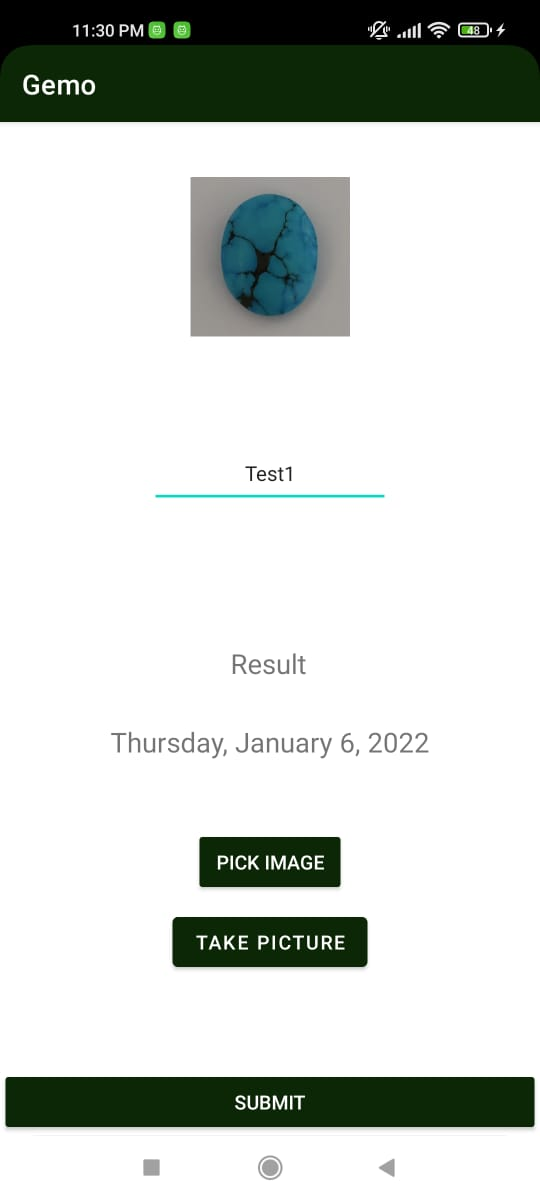 11:30 PM
48
Gemo
Test1
Result
Thursday, January 6, 2022
PICK IMAGE
TAKE PICTURE
SUBMIT